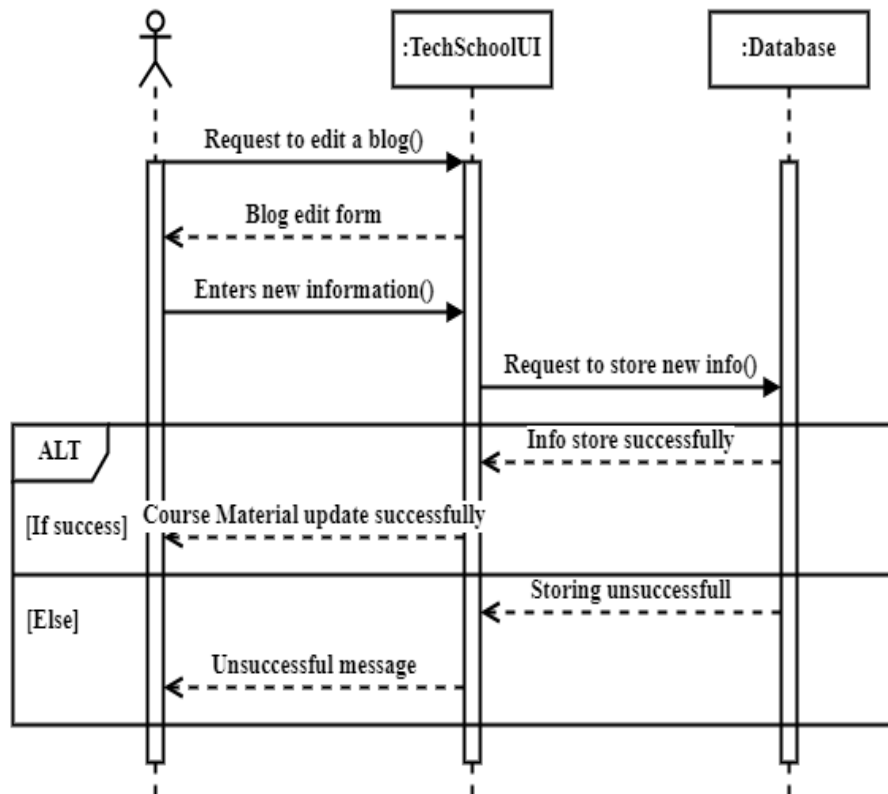 :TechSchoolUI
:Database
Request to edit a blog()
Blog edit form
Enters new information()
Request to store new info()
ALT
Info store successfully
[If success]
Course Material update successfully
Storing unsuccessfull
[Else]
Unsuccessful message